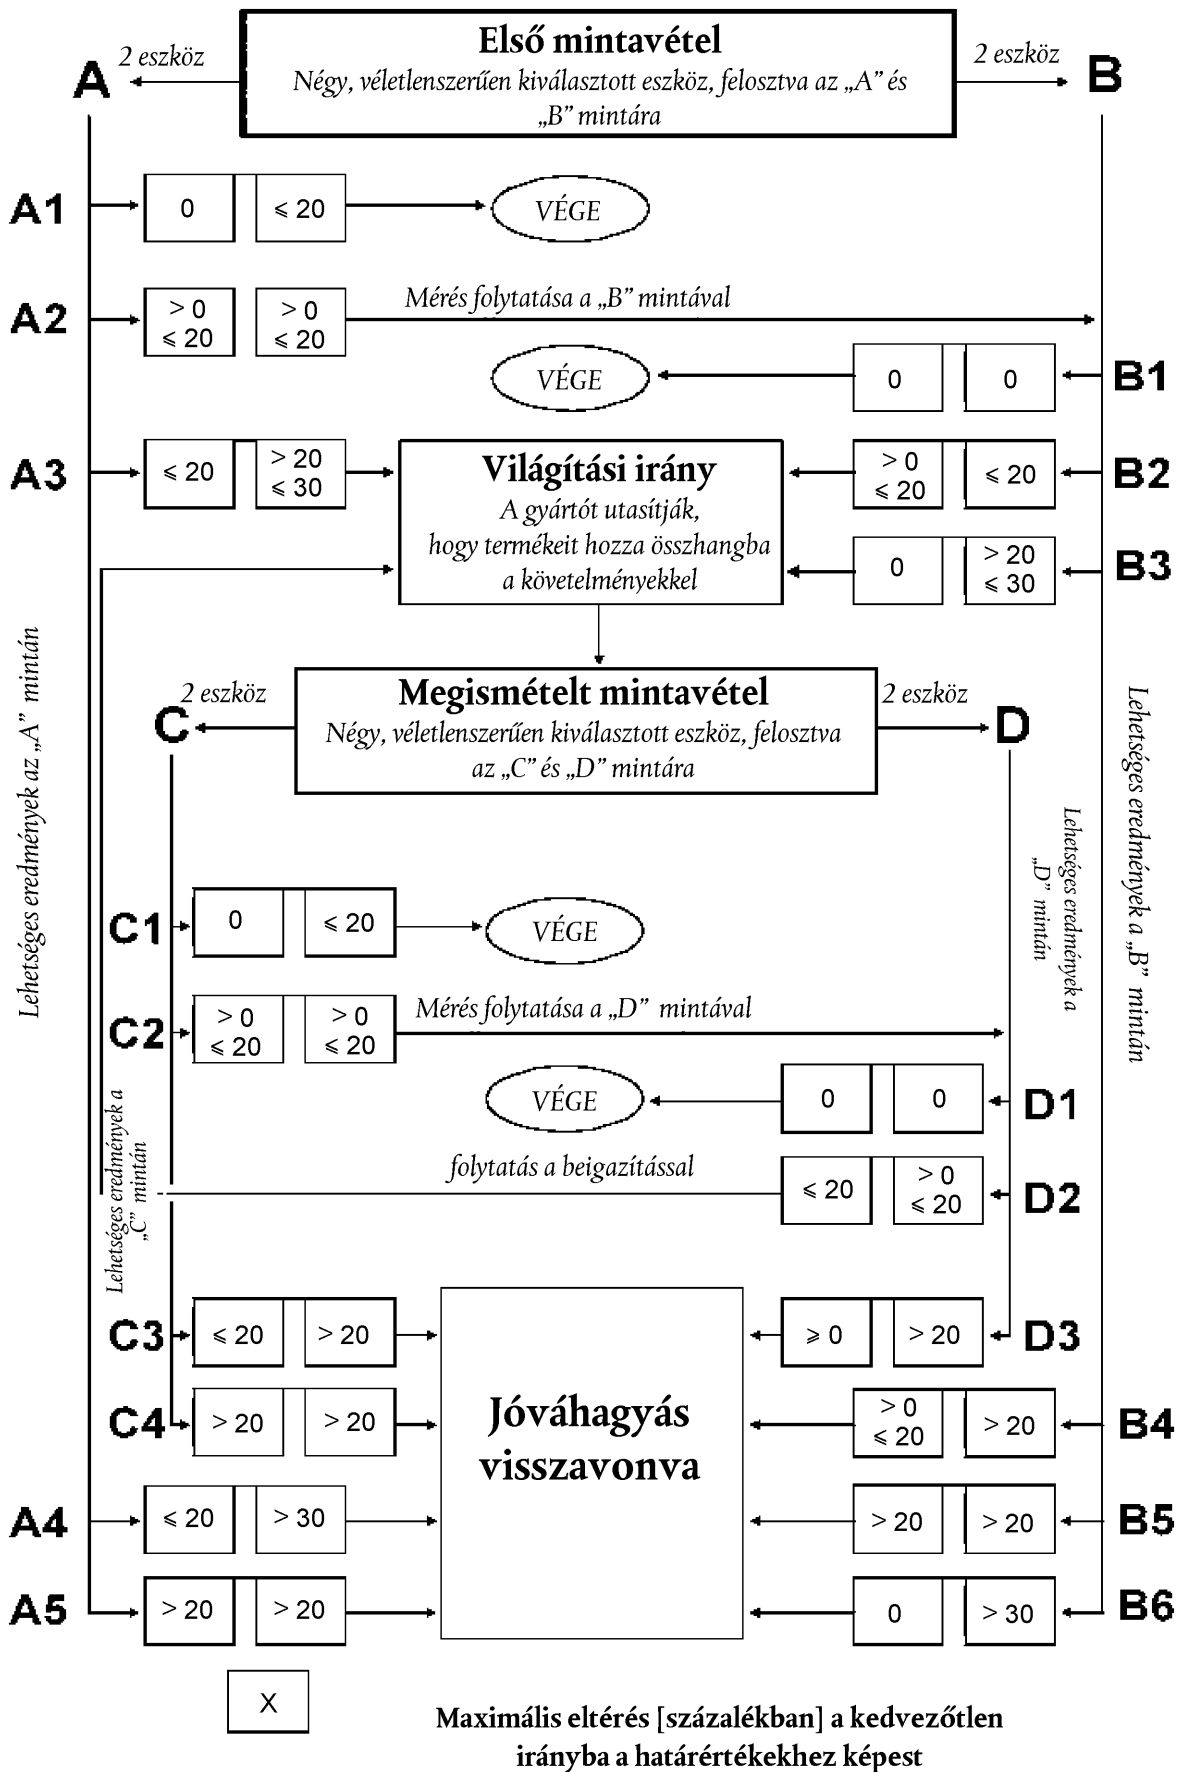 Első mintavétel
Négy, véletlenszerűen kiválasztott eszköz, felosztva az „A” és
„B” mintára
2 eszköz
2 eszköz
A
B
A1
0
⩽ 20
VÉGE
A2
> 0
⩽ 20
> 0
⩽ 20
Mérés folytatása a „B” mintával
VÉGE
0
0
B1
A3
⩽ 20
> 20
⩽ 30
Világítási irány
A gyártót utasítják,
hogy termékeit hozza összhangba
a követelményekkel
> 0
⩽ 20
⩽ 20
B2
0
> 20
⩽ 30
B3
Lehetséges eredmények az „A” mintán
Lehetséges eredmények a „B” mintán
2 eszköz
2 eszköz
C
D
Megismételt mintavétel
Négy, véletlenszerűen kiválasztott eszköz, felosztva
az „C” és „D” mintára
Lehetséges eredmények a
„D” mintán
C1
0
⩽ 20
VÉGE
C2
> 0
⩽ 20
> 0
⩽ 20
Mérés folytatása a „D” mintával
VÉGE
0
0
D1
Lehetséges eredmények a
„C” mintán
folytatás a beigazítással
⩽ 20
> 0
⩽ 20
D2
C3
⩽ 20
> 20
⩾ 0
> 20
D3
Jóváhagyás
visszavonva
C4
> 20
> 20
> 0
⩽ 20
> 20
B4
A4
⩽ 20
> 30
> 20
> 20
B5
A5
> 20
> 20
0
> 30
B6
X
Maximális eltérés [százalékban] a kedvezőtlen
irányba a határértékekhez képest